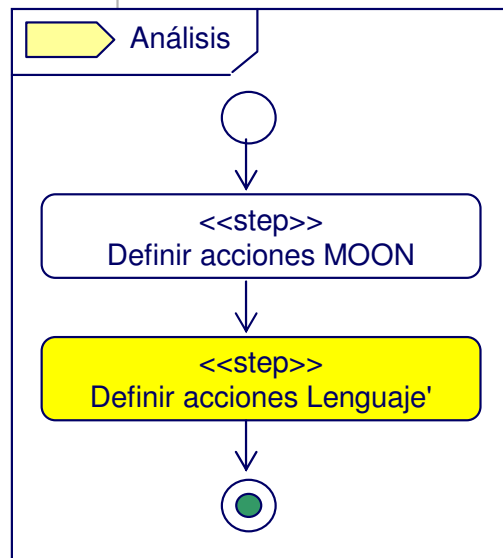 Análisis
<<step>>
Definir acciones MOON
<<step>>
Definir acciones Lenguaje'